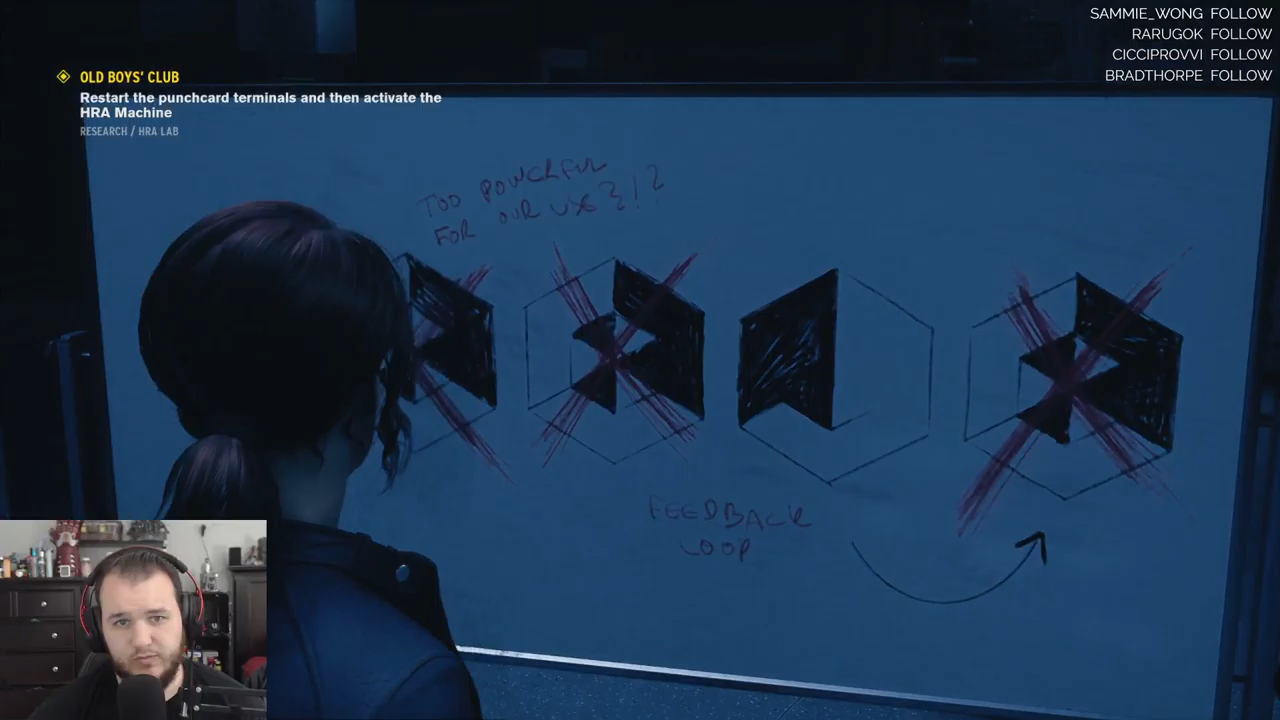 SAMMIE_WONG FOLLOW
RARUGOK FOLLOW
CICCIPROVVI FOLLOW
BRADTHORPE FOLLOW
OLD BOYS' CLUB
Restart the punchcard terminals and then activate the
HRA Machine
RESEARCH / HRA LAB
TOO POWERFUL
FOR OUR USE?!?
FEEDBACK
LOOP